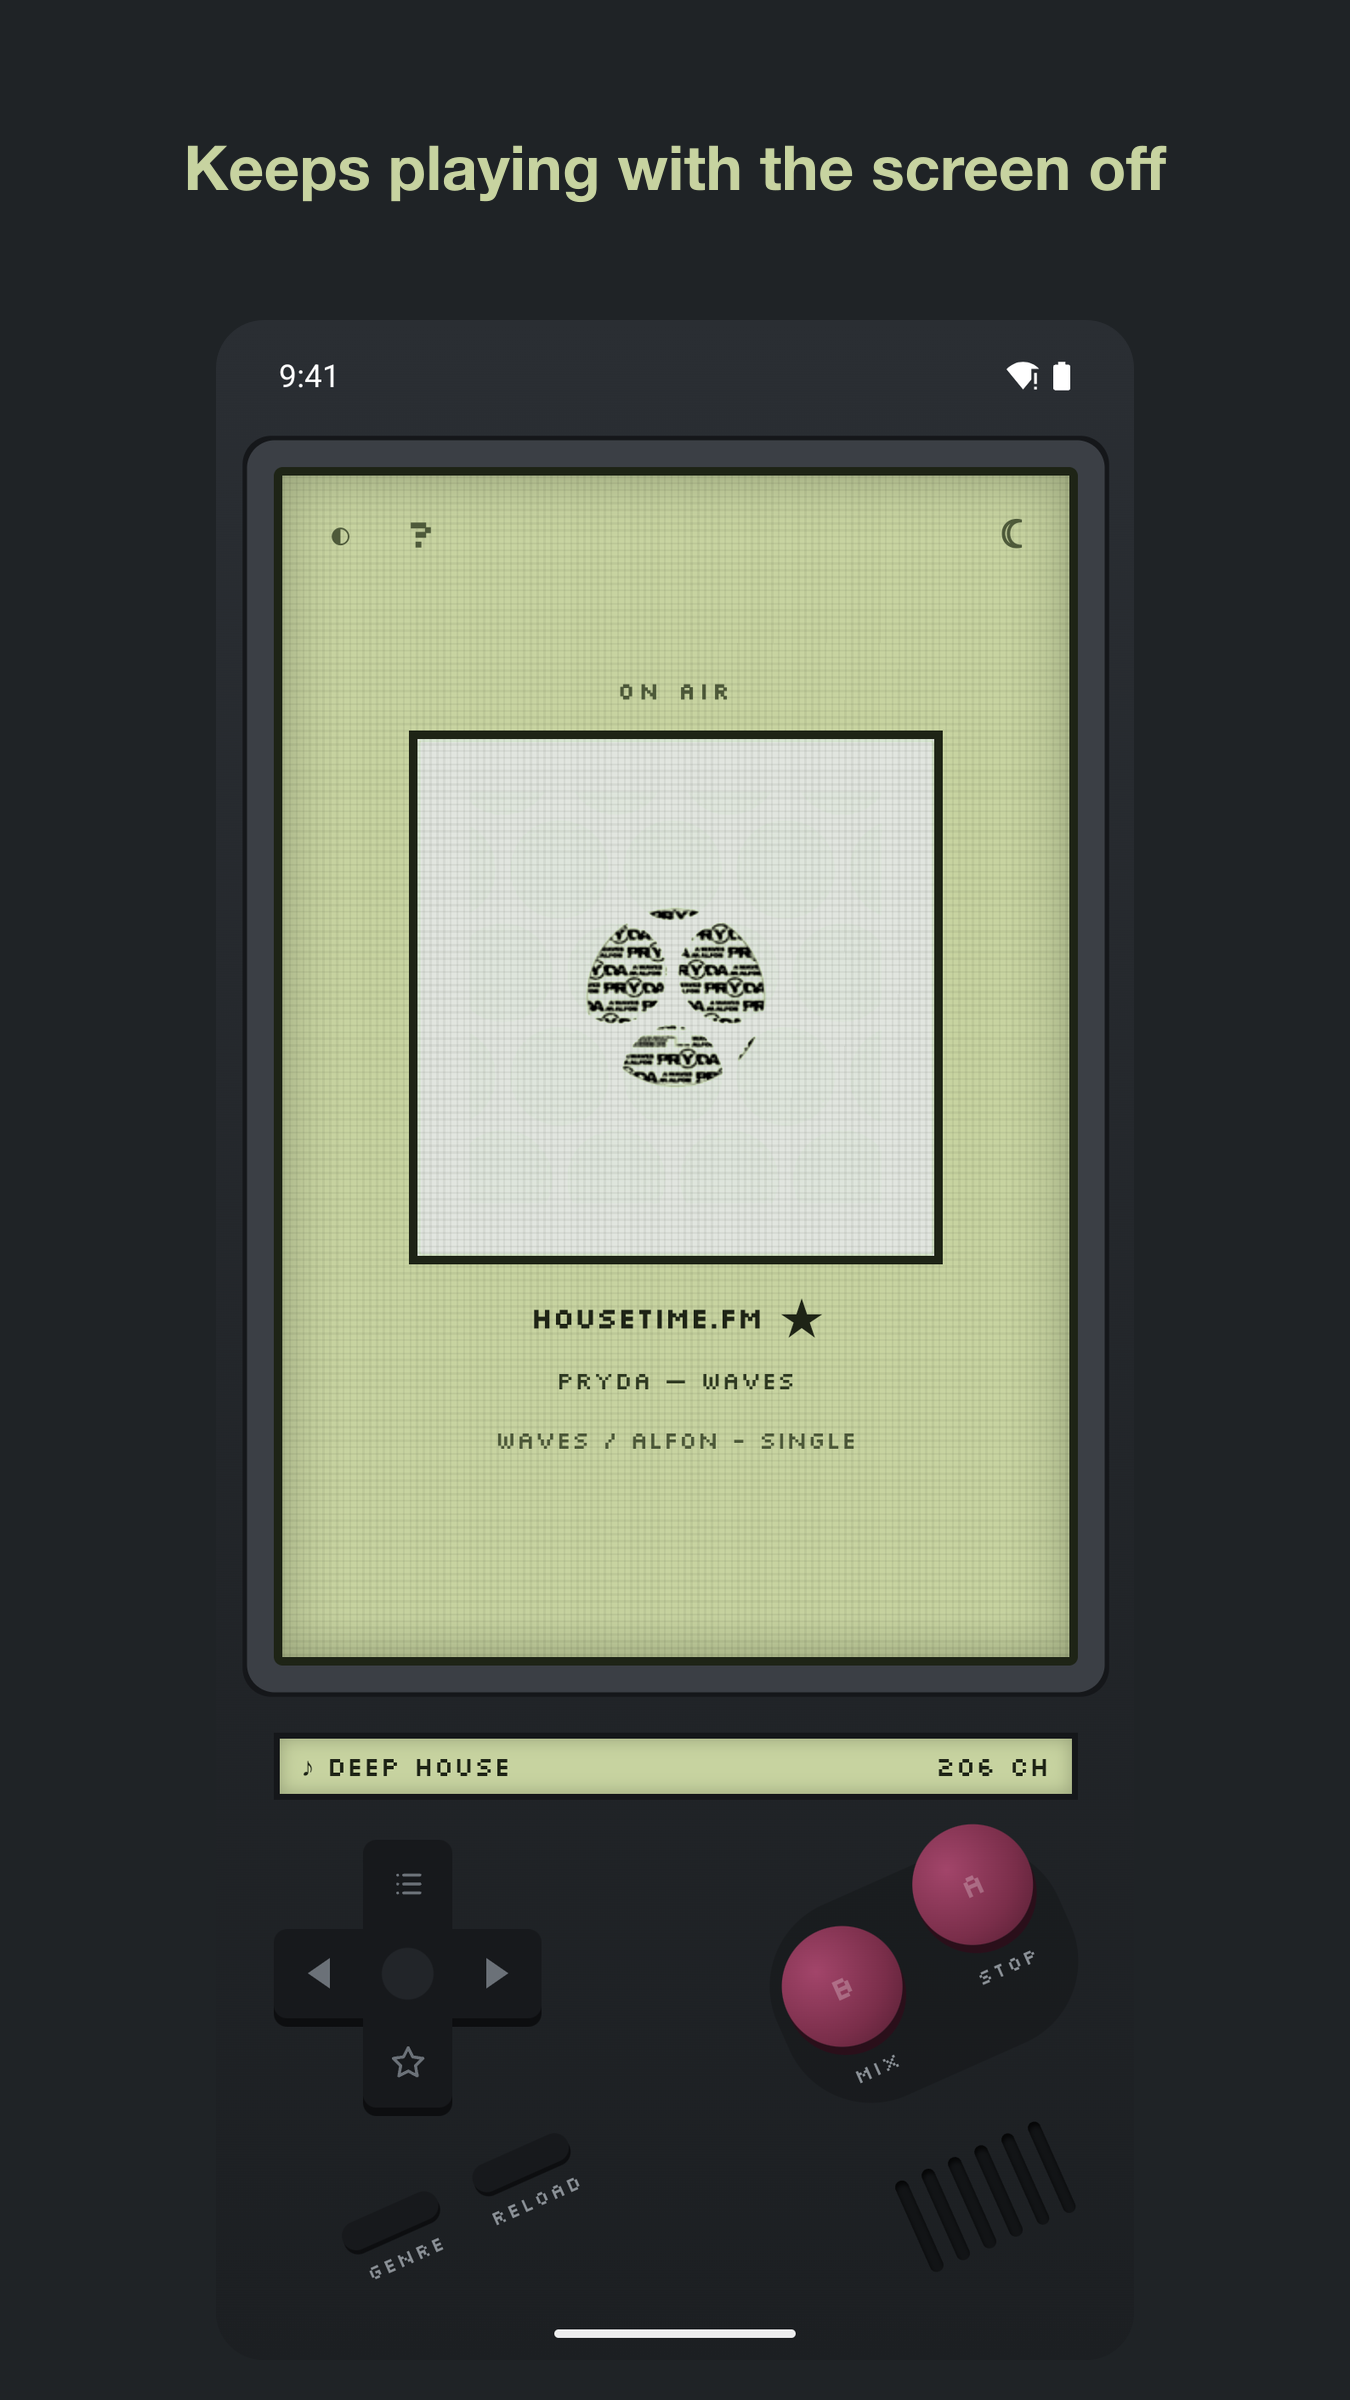 Keeps playing with the screen off
9:41
?
ON AIR
PRYDA
HOUSETIME.FM ★
PRYDA — WAVES
WAVES / ALFON - SINGLE
♪ DEEP HOUSE 206 CH
A
STOP
B
MIX
RELOAD
GENRE